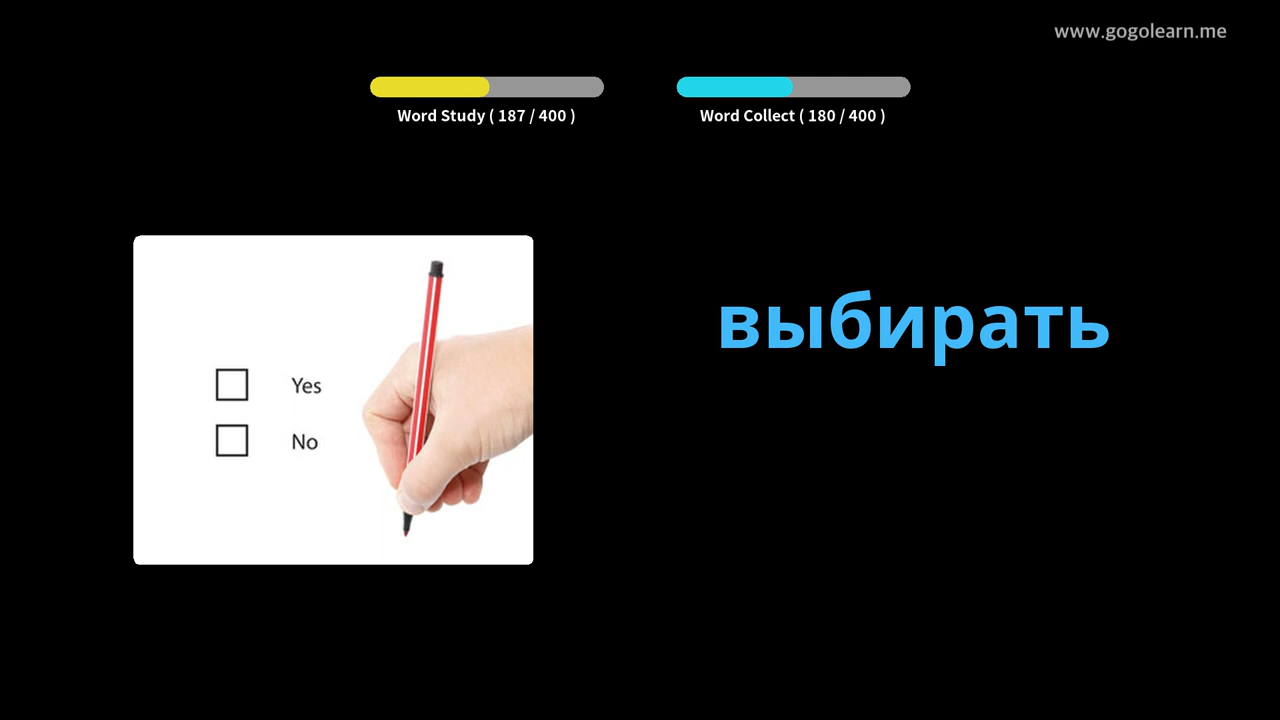 www.gogolearn.me
Word Study ( 187 / 400 )
Word Collect ( 180 / 400 )
выбирать
Yes
No